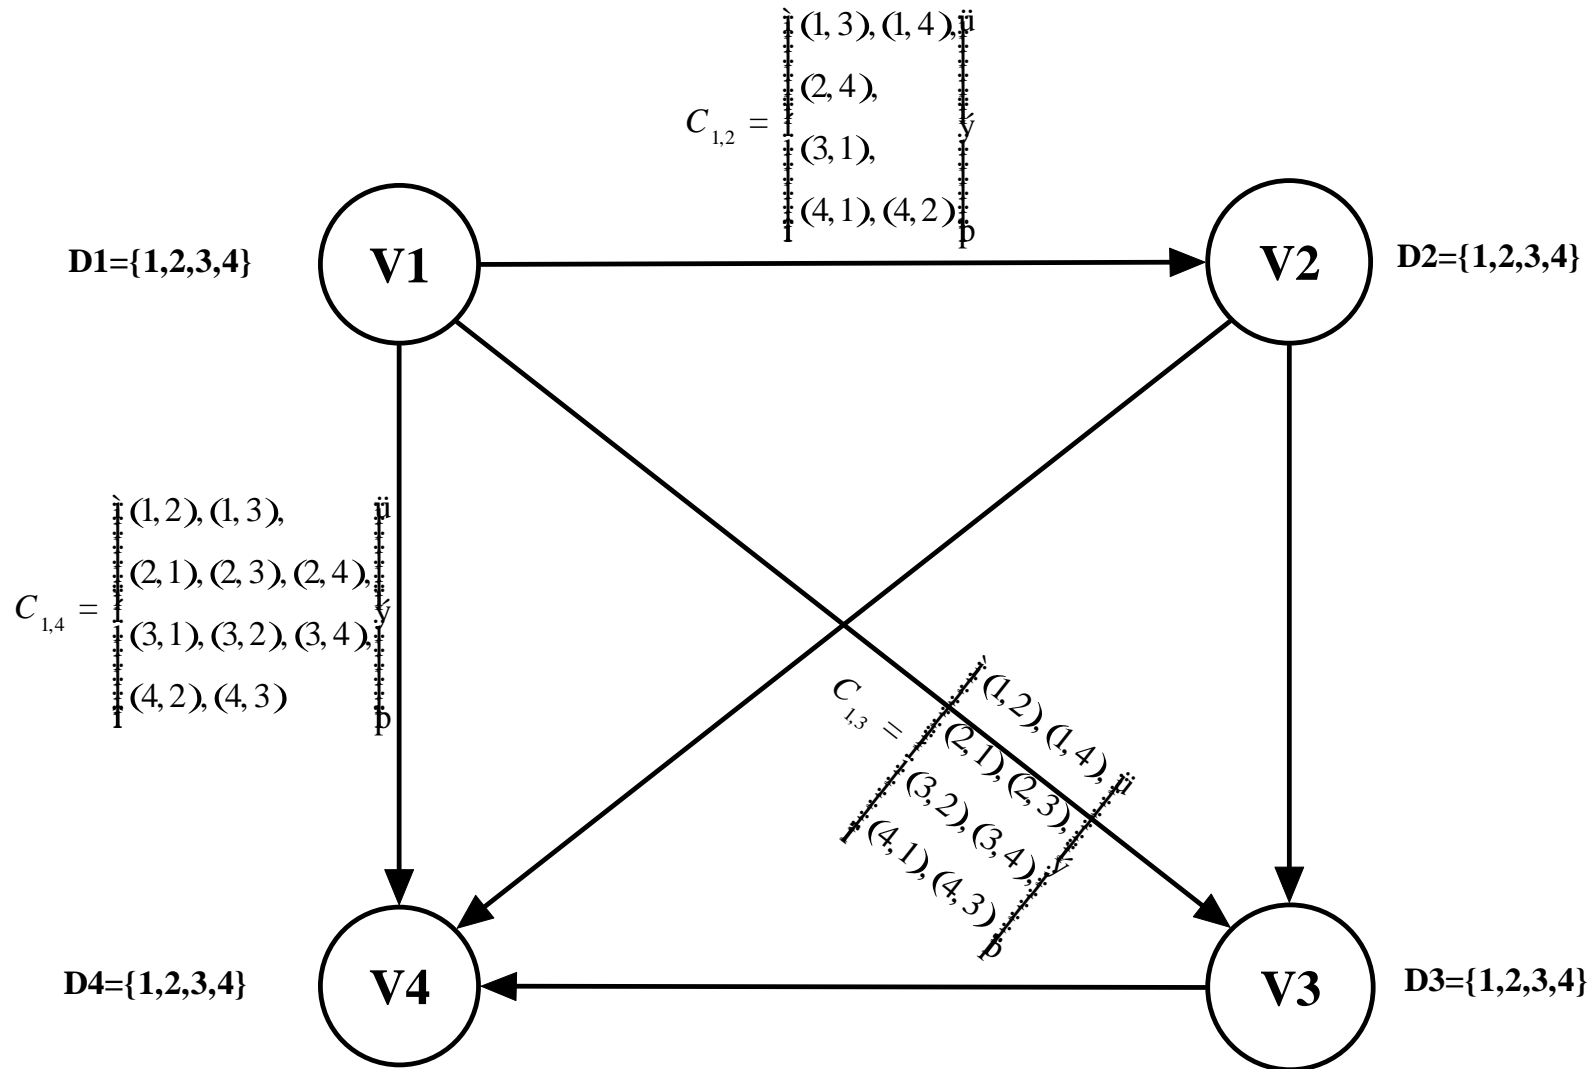 (1, 3), (1, 4),
(2, 4),
C1,2 =
(3, 1),
(4, 1), (4, 2)
D1={1,2,3,4}
V1
V2
D2={1,2,3,4}
(1, 2), (1, 3),
(2, 1), (2, 3), (2, 4),
C1,4 =
(3, 1), (3, 2), (3, 4),
(4, 2), (4, 3)
C1,3 =
(1, 2), (1, 4),
(2, 1), (2, 3),
(3, 2), (3, 4),
(4, 1), (4, 3)
D4={1,2,3,4}
V4
V3
D3={1,2,3,4}